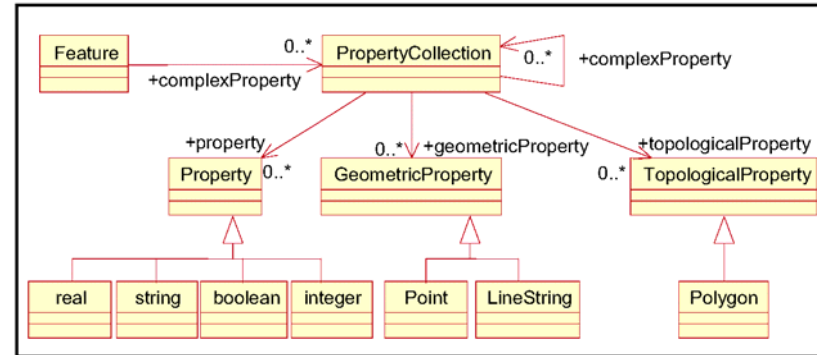 Feature
0..*
PropertyCollection
0..*
+complexProperty
+complexProperty
+property
0..*
+geometricProperty
+topologicalProperty
Property
0..*
GeometricProperty
0..*
TopologicalProperty
real
string
boolean
integer
Point
LineString
Polygon